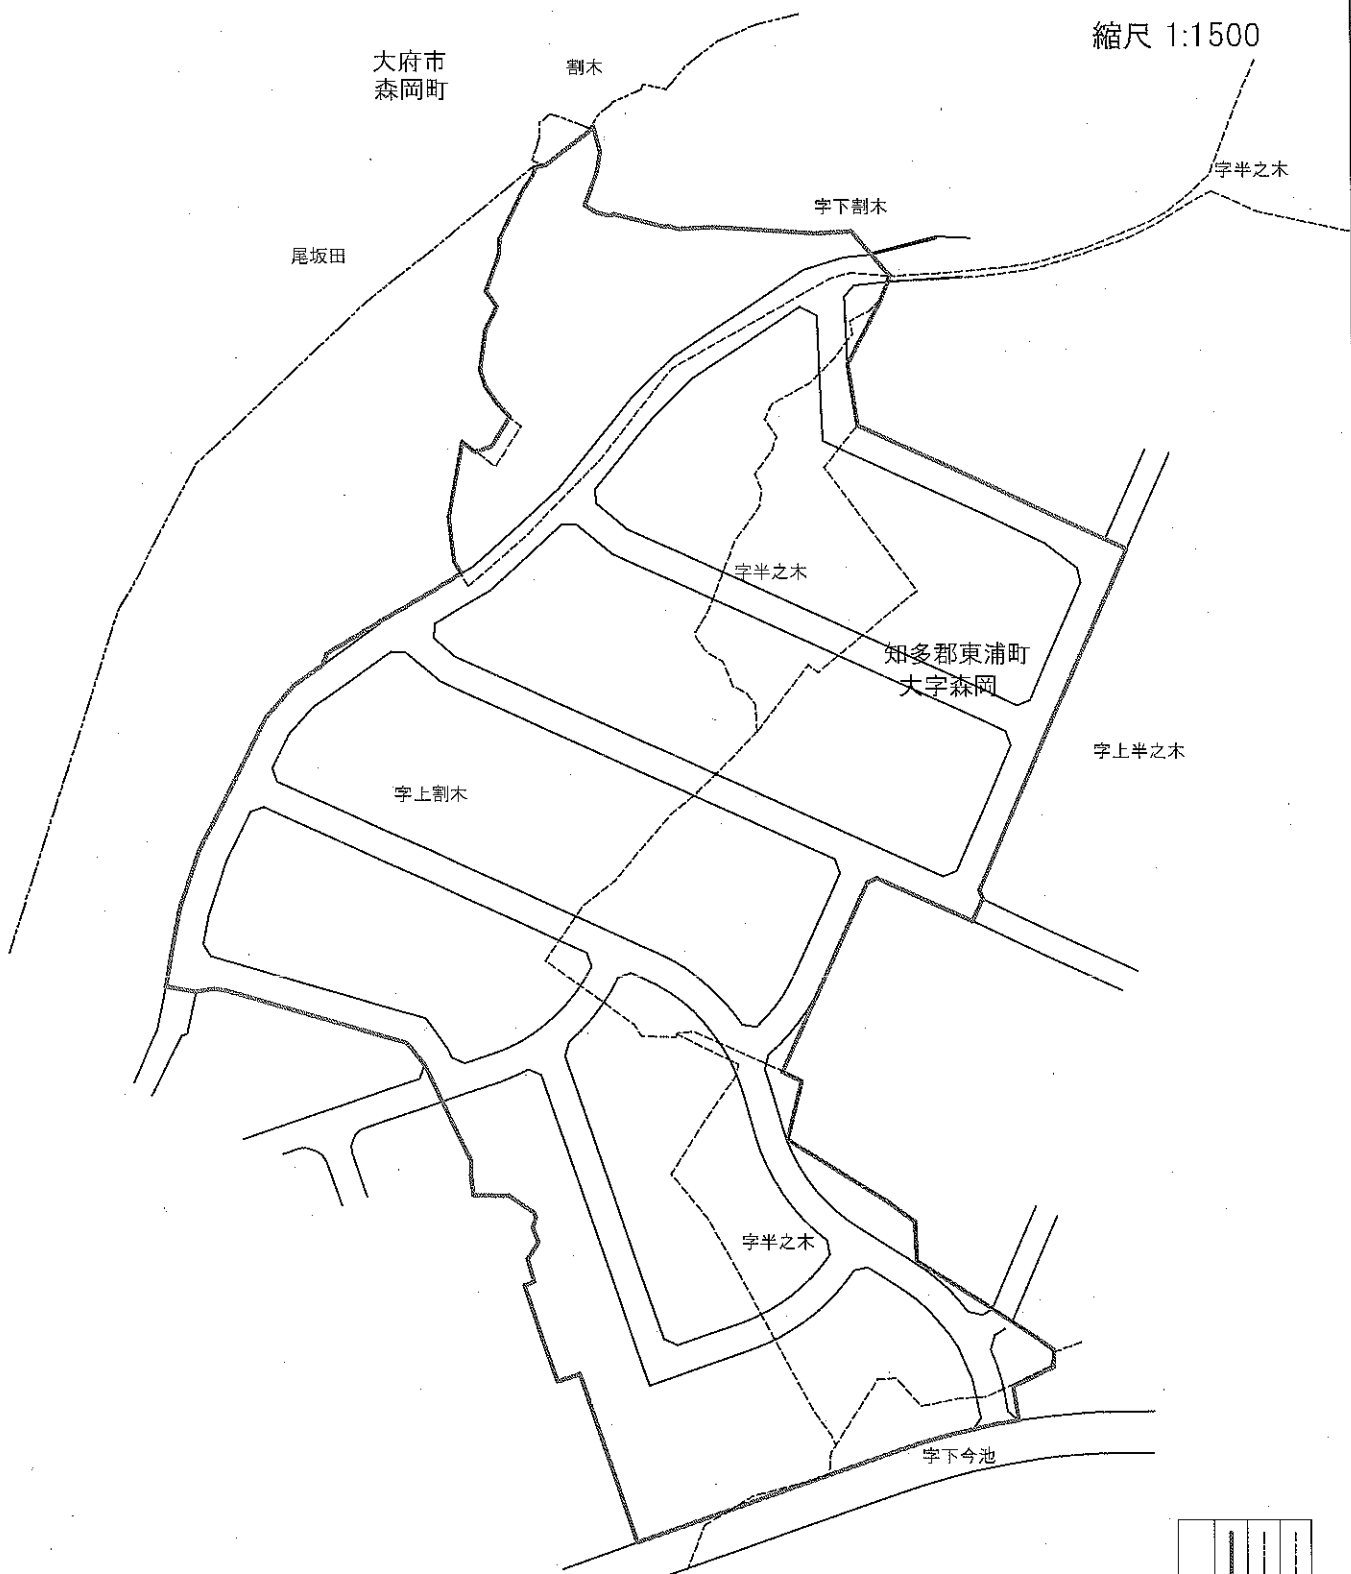 縮尺 1:1500
大府市
森岡町
割木
字半之木
字下割木
尾坂田
字半之木
知多郡東浦町
大字森岡
字上半之木
字上割木
字半之木
字下今池